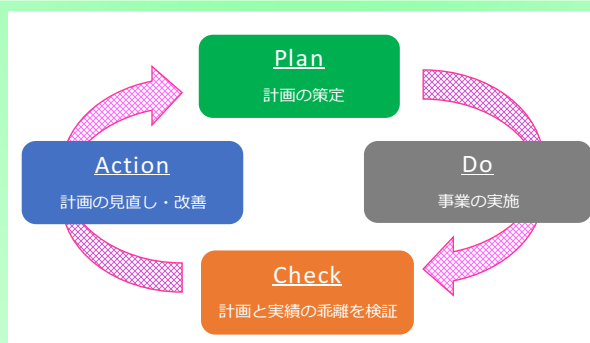 Plan
計画の策定
Action
計画の見直し・改善
Do
事業の実施
Check
計画と実績の乖離を検証